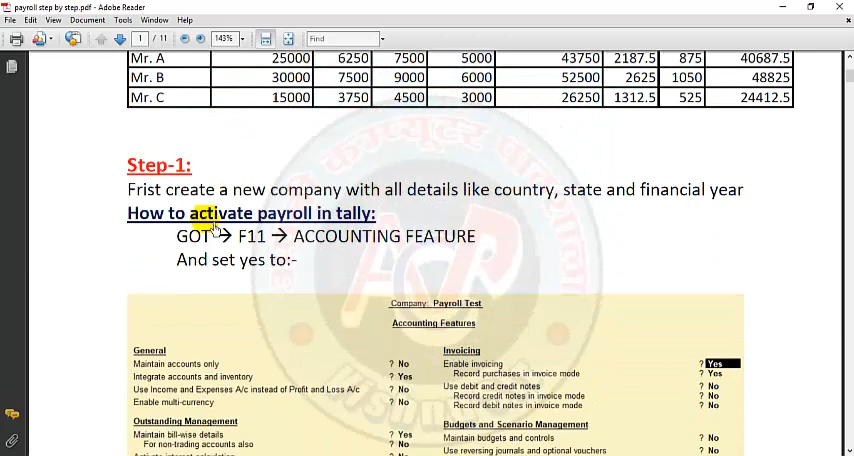 payroll step by step.pdf - Adobe Reader
File Edit View Document Tools Window Help
1 / 11 143% Find
Mr. A 25000 6250 7500 5000 43750 2187.5 875 40687.5
Mr. B 30000 7500 9000 6000 52500 2625 1050 48825
Mr. C 15000 3750 4500 3000 26250 1312.5 525 24412.5
Step-1:
Frist create a new company with all details like country, state and financial year
How to activate payroll in tally:
GOT → F11 → ACCOUNTING FEATURE
And set yes to:-
Company: Payroll Test
Accounting Features
General
Maintain accounts only ? No
Integrate accounts and inventory ? Yes
Use Income and Expenses A/c instead of Profit and Loss A/c ? No
Enable multi-currency ? No
Outstanding Management
Maintain bill-wise details ? Yes
For non-trading accounts also ? No
Invoicing
Enable invoicing ? Yes
Record purchases in invoice mode ? Yes
Use debit and credit notes ? No
Record credit notes in invoice mode ? No
Record debit notes in invoice mode ? No
Budgets and Scenario Management
Maintain budgets and controls ? No
Use reversing journals and optional vouchers ? No